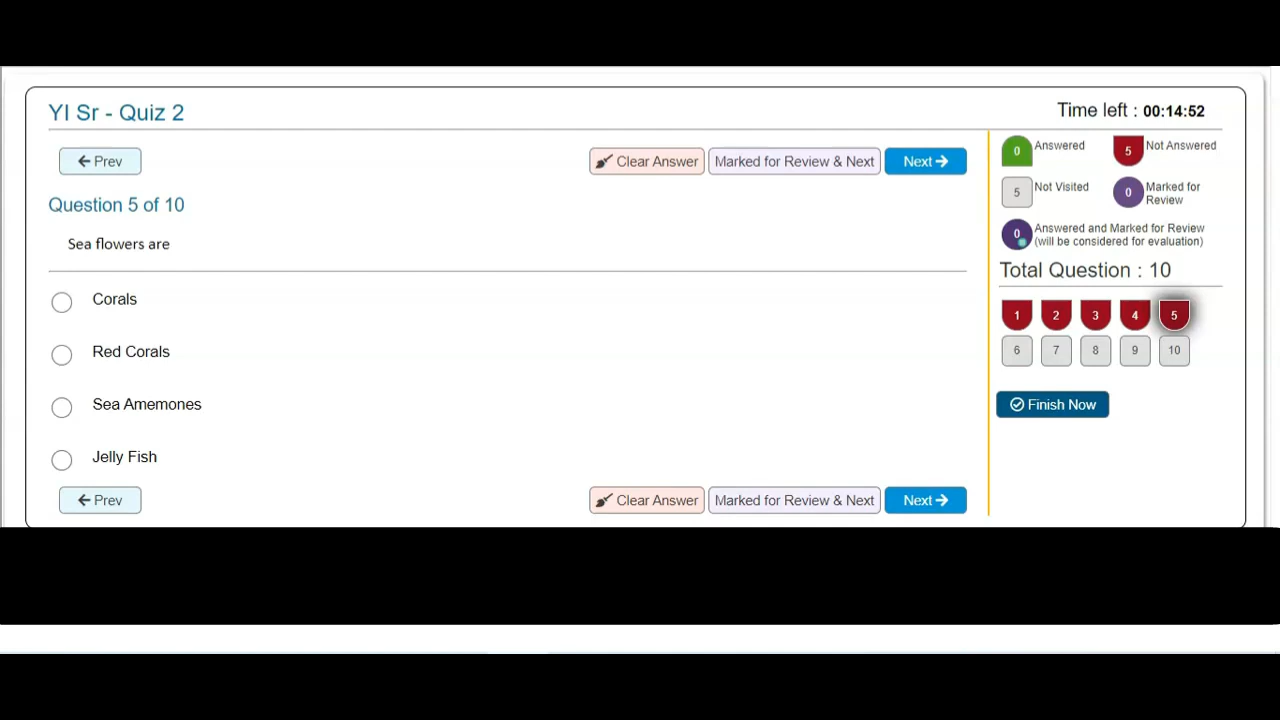 YI Sr - Quiz 2
Time left : 00:14:52
Prev
Clear Answer
Marked for Review & Next
Next
Question 5 of 10
Sea flowers are
Corals
Red Corals
Sea Amemones
Jelly Fish
Prev
Clear Answer
Marked for Review & Next
Next
0 Answered
5 Not Answered
5 Not Visited
0 Marked for
Review
0 Answered and Marked for Review
(will be considered for evaluation)
Total Question : 10
1 2 3 4 5
6 7 8 9 10
Finish Now